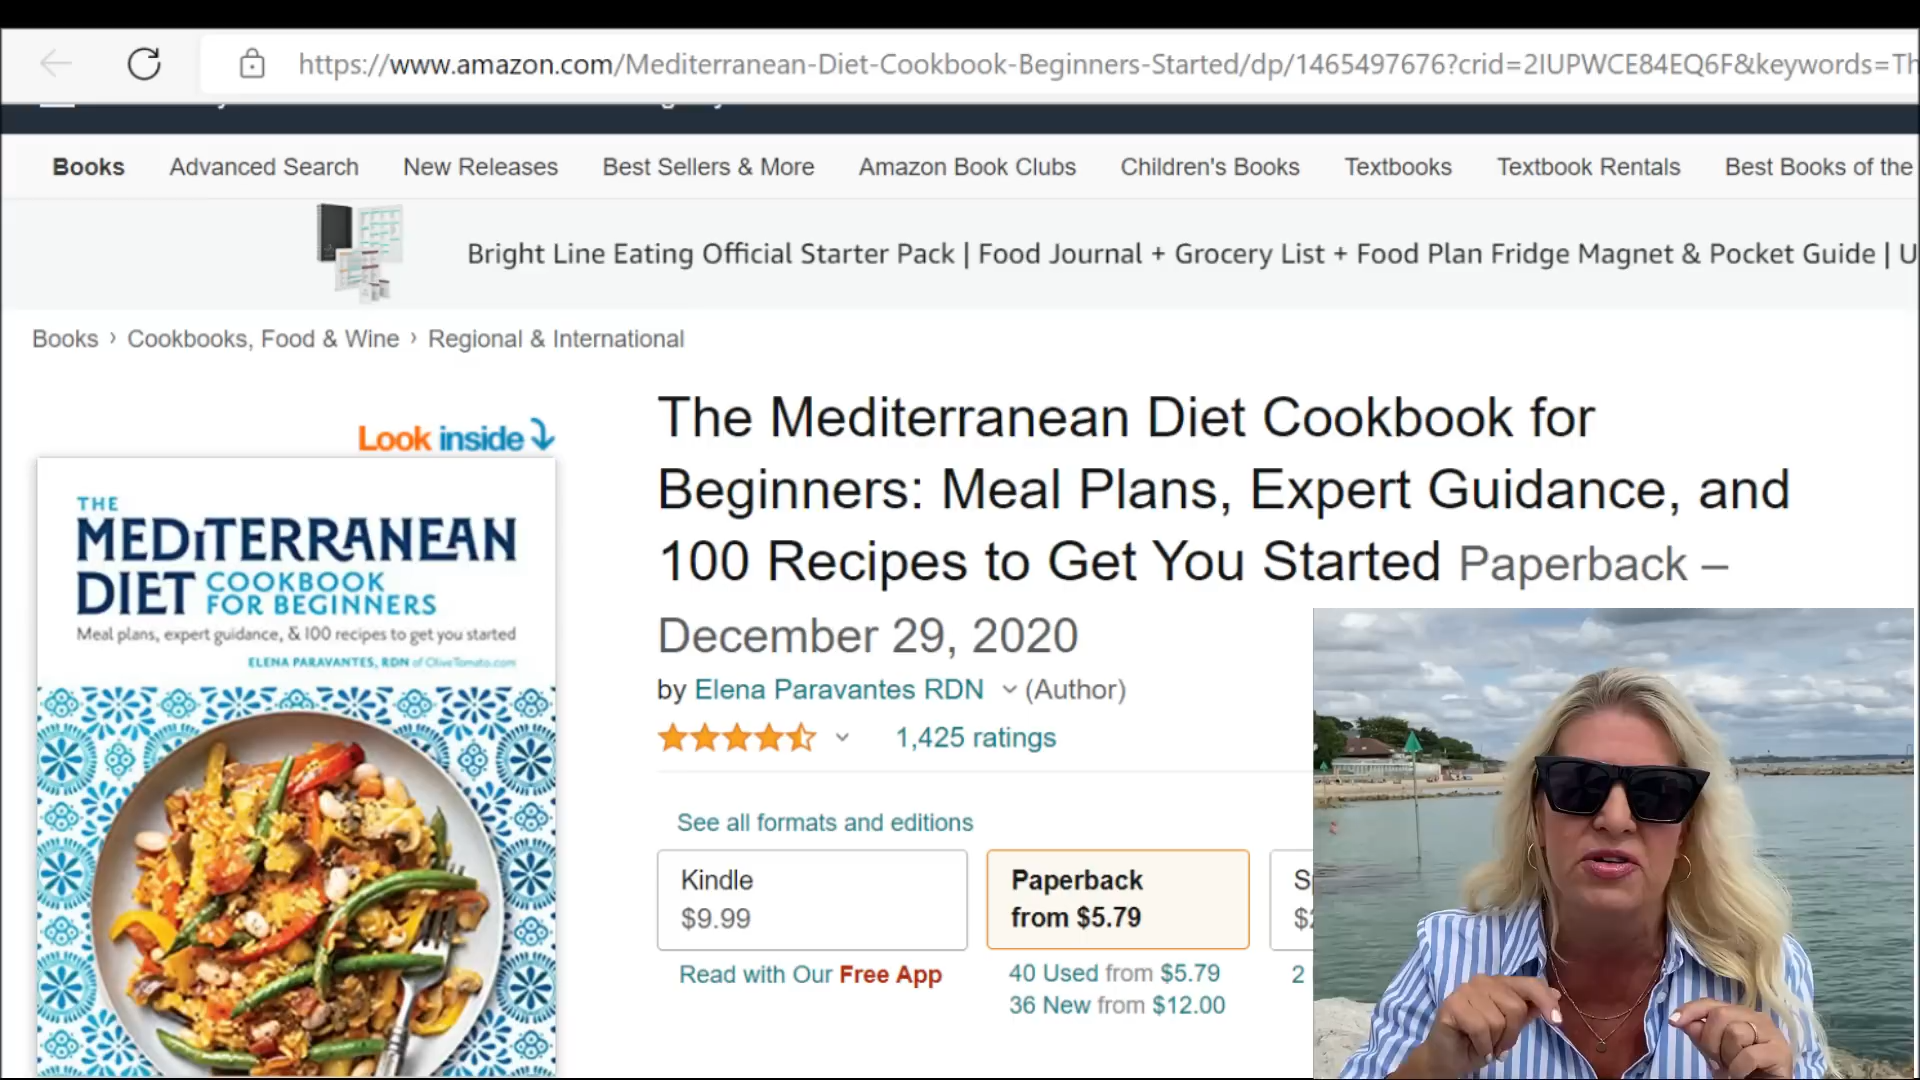 https://www.amazon.com/Mediterranean-Diet-Cookbook-Beginners-Started/dp/1465497676?crid=2IUPWCE84EQ6F&keywords=Th
Books Advanced Search New Releases Best Sellers & More Amazon Book Clubs Children's Books Textbooks Textbook Rentals Best Books of the
Bright Line Eating Official Starter Pack | Food Journal + Grocery List + Food Plan Fridge Magnet & Pocket Guide | U
Books › Cookbooks, Food & Wine › Regional & International
Look inside
THE
MEDiTERRANEAN
DIET COOKBOOK
FOR BEGINNERS
Meal plans, expert guidance, & 100 recipes to get you started
ELENA PARAVANTES, RDN of OliveTomato.com
The Mediterranean Diet Cookbook for
Beginners: Meal Plans, Expert Guidance, and
100 Recipes to Get You Started Paperback –
December 29, 2020
by Elena Paravantes RDN (Author)
1,425 ratings
See all formats and editions
Kindle
$9.99
Read with Our Free App
Paperback
from $5.79
40 Used from $5.79
36 New from $12.00
S
$2
2